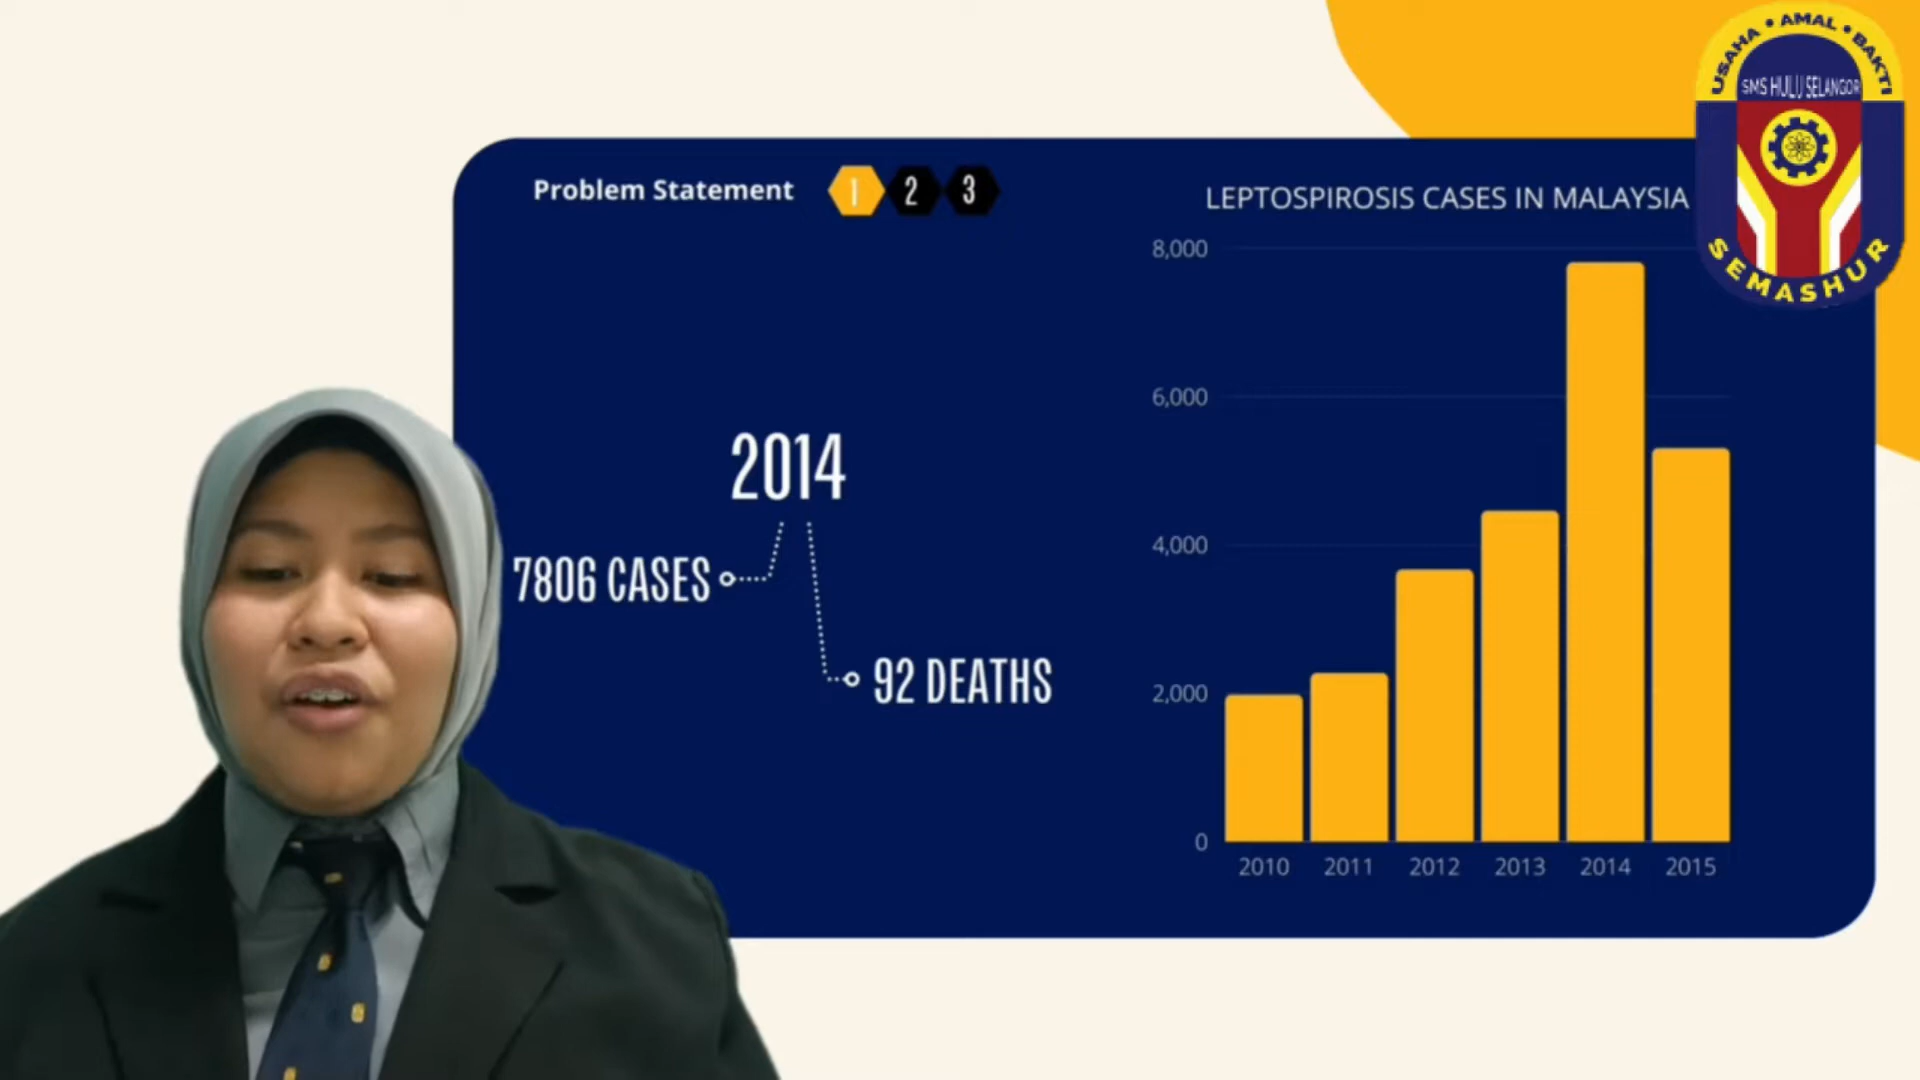 USAHA • AMAL • BAKTI
SMS HULU SELANGOR
SEMASHUR
Problem Statement 1 2 3
LEPTOSPIROSIS CASES IN MALAYSIA
2014
7806 CASES
92 DEATHS
8,000
6,000
4,000
2,000
0
2010 2011 2012 2013 2014 2015